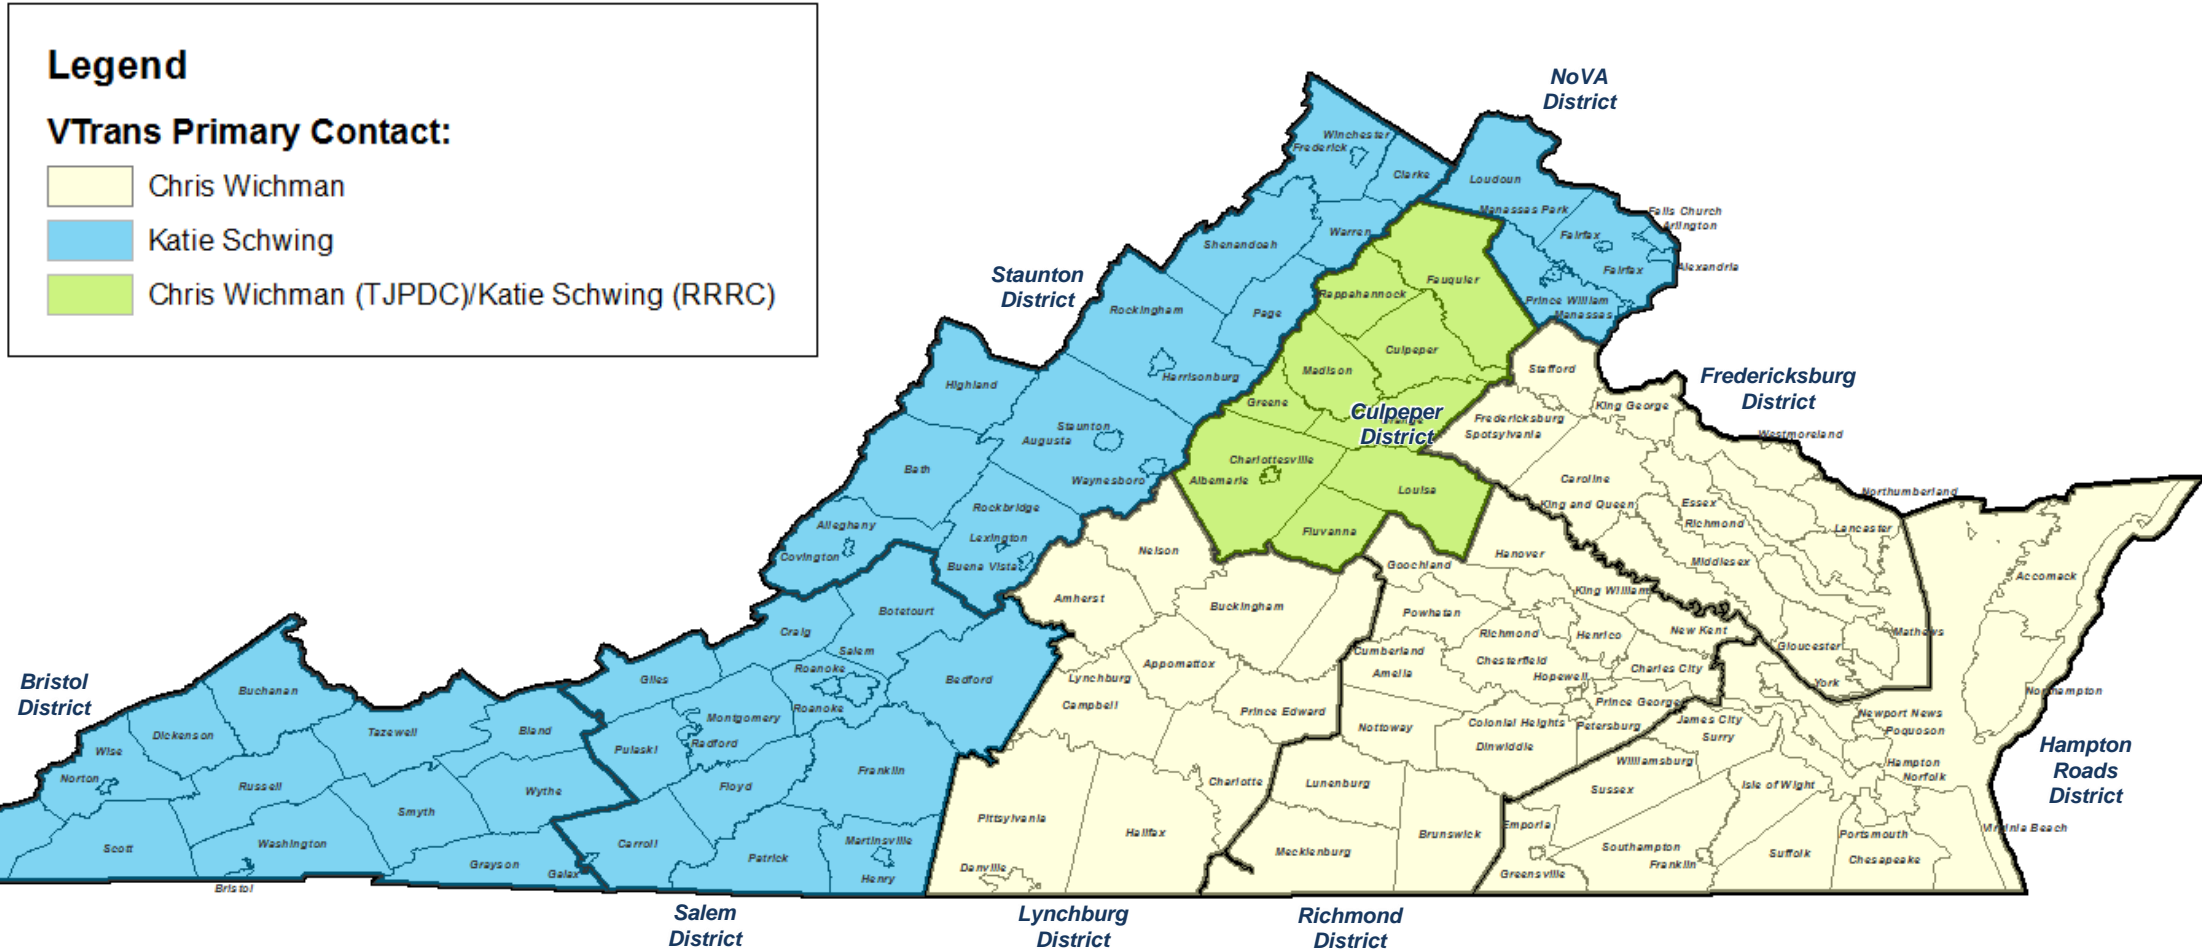 Legend
VTrans Primary Contact:
Chris Wichman
Katie Schwing
Chris Wichman (TJPDC)/Katie Schwing (RRRC)
NoVA
District
Winchester
Frederick
Clarke
Loudoun
Manassas Park
Falls Church
Arlington
Fairfax
Fairfax
Alexandria
Prince William
Manassas
Warren
Shenandoah
Staunton
District
Rockingham
Page
Harrisonburg
Rappahannock
Fauquier
Culpeper
Madison
Greene
Culpeper
District
Orange
Charlottesville
Albemarle
Louisa
Fluvanna
Highland
Staunton
Augusta
Bath
Waynesboro
Rockbridge
Alleghany
Lexington
Covington
Buena Vista
Stafford
Fredericksburg
District
King George
Fredericksburg
Spotsylvania
Westmoreland
Caroline
King and Queen
Essex
Richmond
Northumberland
Lancaster
Middlesex
Nelson
Hanover
Goochland
Accomack
Amherst
Buckingham
King William
Powhatan
Botetourt
Craig
Salem
Richmond
Henrico
New Kent
Mathews
Gloucester
Cumberland
Chesterfield
Charles City
Appomattox
Amelia
Hopewell
Roanoke
Bedford
Lynchburg
York
Northampton
Giles
Bristol
District
Buchanan
Roanoke
Campbell
Prince Edward
Prince George
Montgomery
Radford
Nottoway
Colonial Heights
Petersburg
James City
Newport News
Dickenson
Tazewell
Bland
Pulaski
Dinwiddie
Surry
Poquoson
Wise
Norton
Williamsburg
Hampton
Norfolk
Hampton
Roads
District
Russell
Smyth
Wythe
Floyd
Franklin
Charlotte
Lunenburg
Sussex
Isle of Wight
Pittsylvania
Halifax
Brunswick
Emporia
Portsmouth
Virginia Beach
Scott
Washington
Carroll
Martinsville
Patrick
Mecklenburg
Southampton
Franklin
Suffolk
Chesapeake
Grayson
Galax
Henry
Danville
Greensville
Bristol
Salem
District
Lynchburg
District
Richmond
District